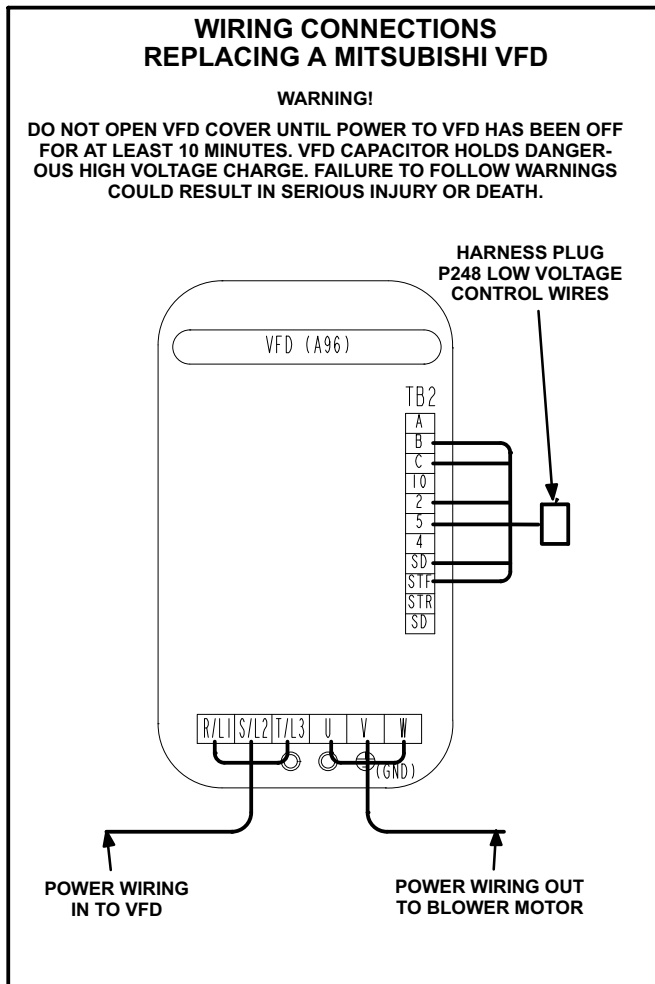 WIRING CONNECTIONS
REPLACING A MITSUBISHI VFD
WARNING!
DO NOT OPEN VFD COVER UNTIL POWER TO VFD HAS BEEN OFF
FOR AT LEAST 10 MINUTES. VFD CAPACITOR HOLDS DANGER-
OUS HIGH VOLTAGE CHARGE. FAILURE TO FOLLOW WARNINGS
COULD RESULT IN SERIOUS INJURY OR DEATH.
HARNESS PLUG
P248 LOW VOLTAGE
CONTROL WIRES
VFD (A96)
TB2
A
B
C
10
2
5
4
SD
STF
STR
SD
R/L1 S/L2 T/L3 U V W
(GND)
POWER WIRING
IN TO VFD
POWER WIRING OUT
TO BLOWER MOTOR